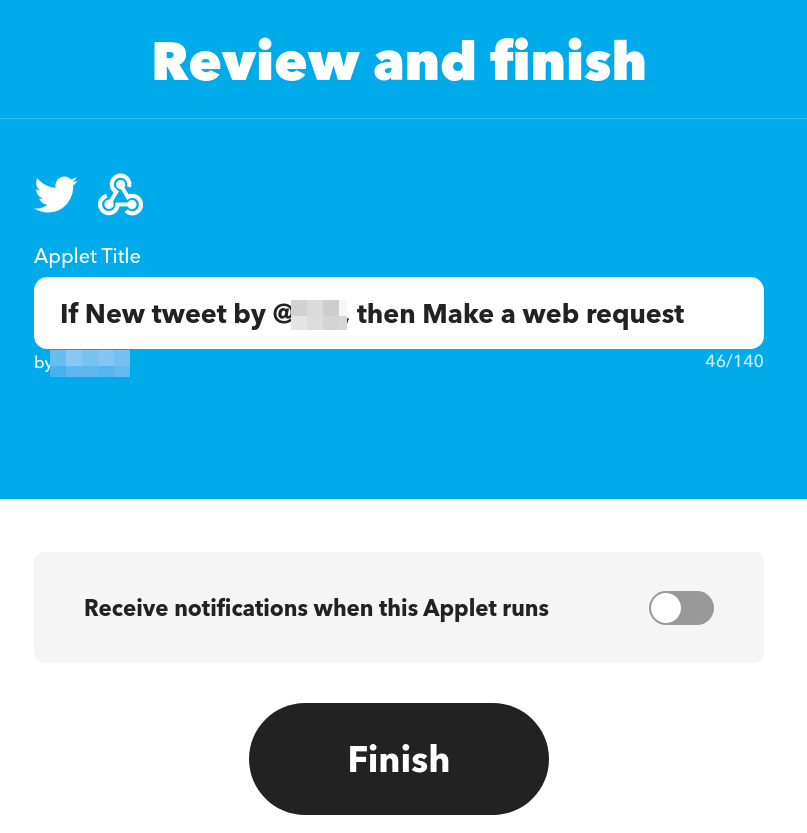 Review and finish
Applet Title
If New tweet by @ , then Make a web request
by
46/140
Receive notifications when this Applet runs
Finish